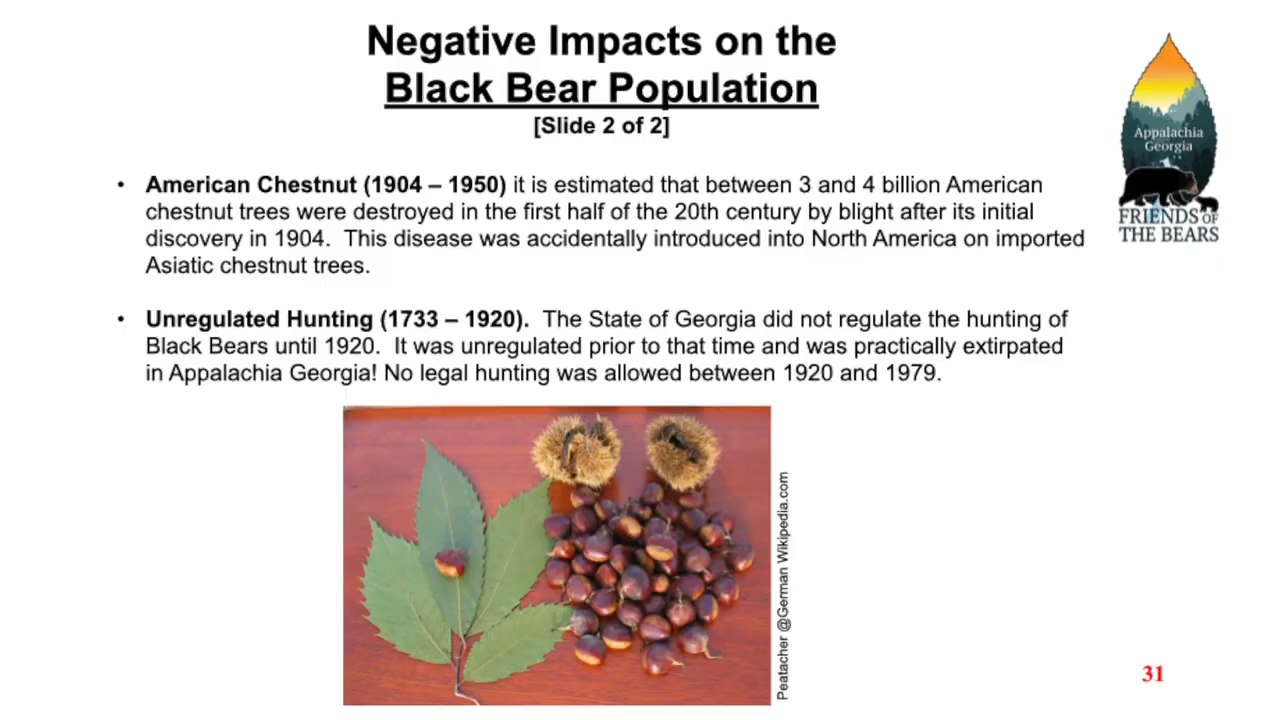 Negative Impacts on the
Black Bear Population
[Slide 2 of 2]
Appalachia
Georgia
FRIENDS OF
THE BEARS
• American Chestnut (1904 – 1950) it is estimated that between 3 and 4 billion American
chestnut trees were destroyed in the first half of the 20th century by blight after its initial
discovery in 1904.  This disease was accidentally introduced into North America on imported
Asiatic chestnut trees.
• Unregulated Hunting (1733 – 1920).  The State of Georgia did not regulate the hunting of
Black Bears until 1920.  It was unregulated prior to that time and was practically extirpated
in Appalachia Georgia! No legal hunting was allowed between 1920 and 1979.
Peatacher @German Wikipedia.com
31